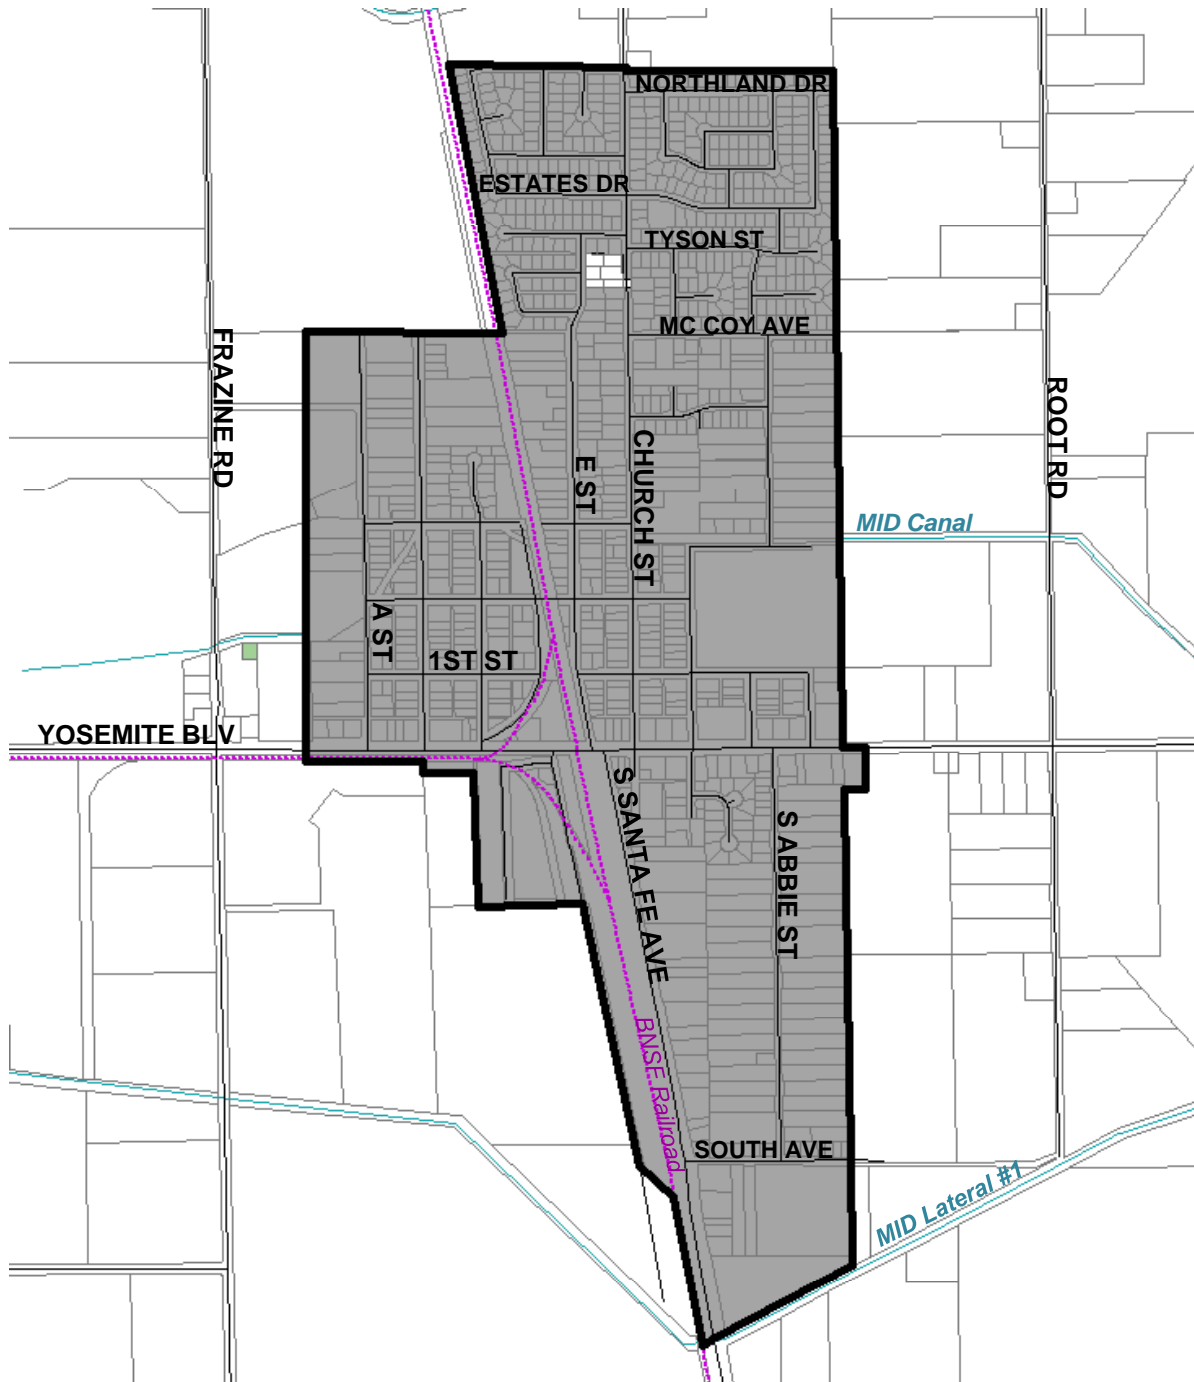 NORTHLAND DR
ESTATES DR
TYSON ST
MC COY AVE
FRAZINE RD
ROOT RD
E ST
CHURCH ST
MID Canal
A ST
1ST ST
YOSEMITE BLV
S SANTA FE AVE
S ABBIE ST
BNSF Railroad
SOUTH AVE
MID Lateral #1